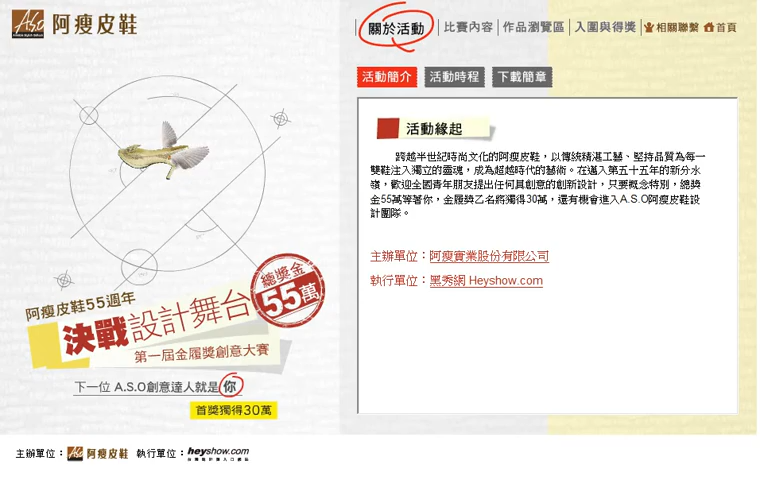 Aso 阿瘦皮鞋
關於活動 比賽內容 作品瀏覽區 入圍與得獎 相關聯繫 首頁
活動簡介 活動時程 下載簡章
活動緣起
跨越半世紀時尚文化的阿瘦皮鞋，以傳統精湛工藝、堅持品質為每一
雙鞋注入獨立的靈魂，成為超越時代的藝術。在邁入第五十五年的新分水
嶺，歡迎全國青年朋友提出任何具創意的創新設計，只要概念特別，總獎
金55萬等著你，金履獎乙名將獨得30萬，還有機會進入A.S.O阿瘦皮鞋設
計團隊。
主辦單位：阿瘦實業股份有限公司
執行單位：黑秀網 Heyshow.com
總獎金
55萬
阿瘦皮鞋55週年
決戰設計舞台
第一屆金履獎創意大賽
下一位 A.S.O創意達人就是 你
首獎獨得30萬
主辦單位： Aso 阿瘦皮鞋 執行單位： heyshow.com